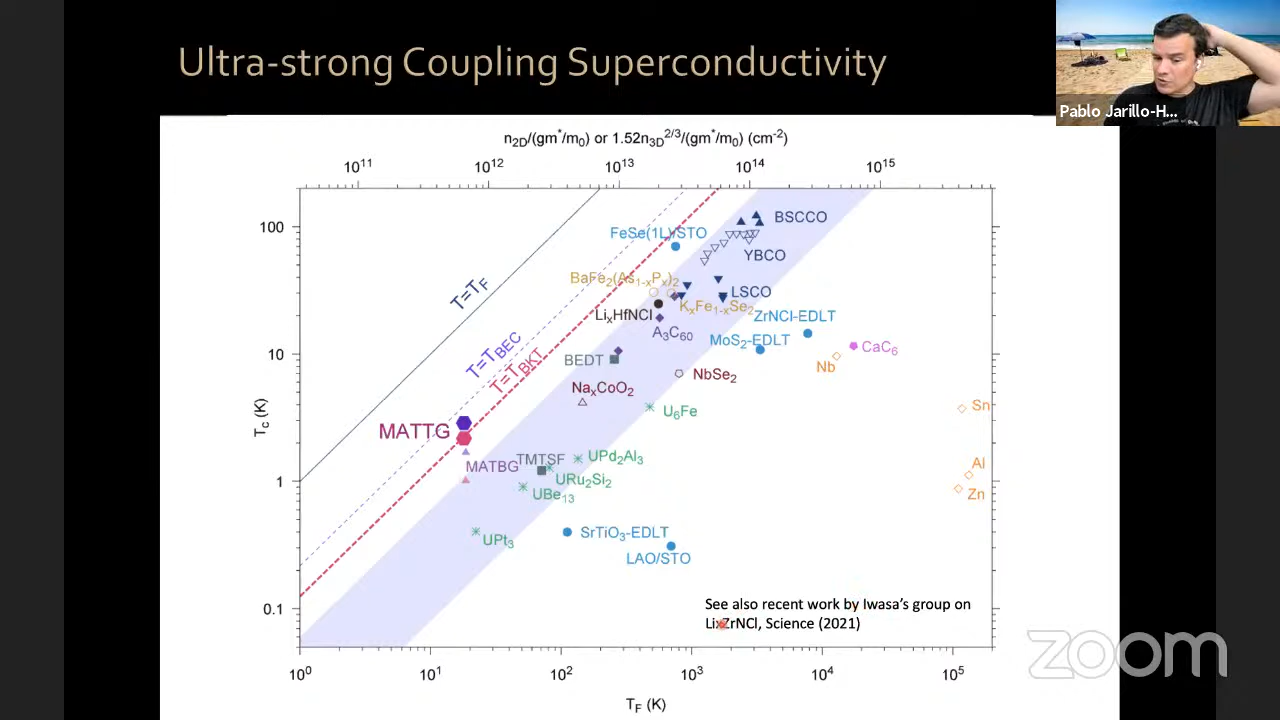 Ultra-strong Coupling Superconductivity
Pablo Jarillo-H...
n2D/(gm*/m0) or 1.52n3D^2/3/(gm*/m0) (cm-2)
10^11 10^12 10^13 10^14 10^15
100
10
1
0.1
Tc (K)
T=TF
T=TBEC
T=TBKT
BSCCO
FeSe(1L)/STO
YBCO
BaFe2(As1-xPx)2
LSCO
KxFe1-xSe2
LixHfNCl
ZrNCl-EDLT
A3C60
MoS2-EDLT
CaC6
BEDT
Nb
NbSe2
NaxCoO2
Sn
U6Fe
MATTG
TMTSF
UPd2Al3
MATBG
Al
URu2Si2
UBe13
Zn
SrTiO3-EDLT
UPt3
LAO/STO
See also recent work by Iwasa's group on
LixZrNCl, Science (2021)
10^0 10^1 10^2 10^3 10^4 10^5
TF (K)
zoom